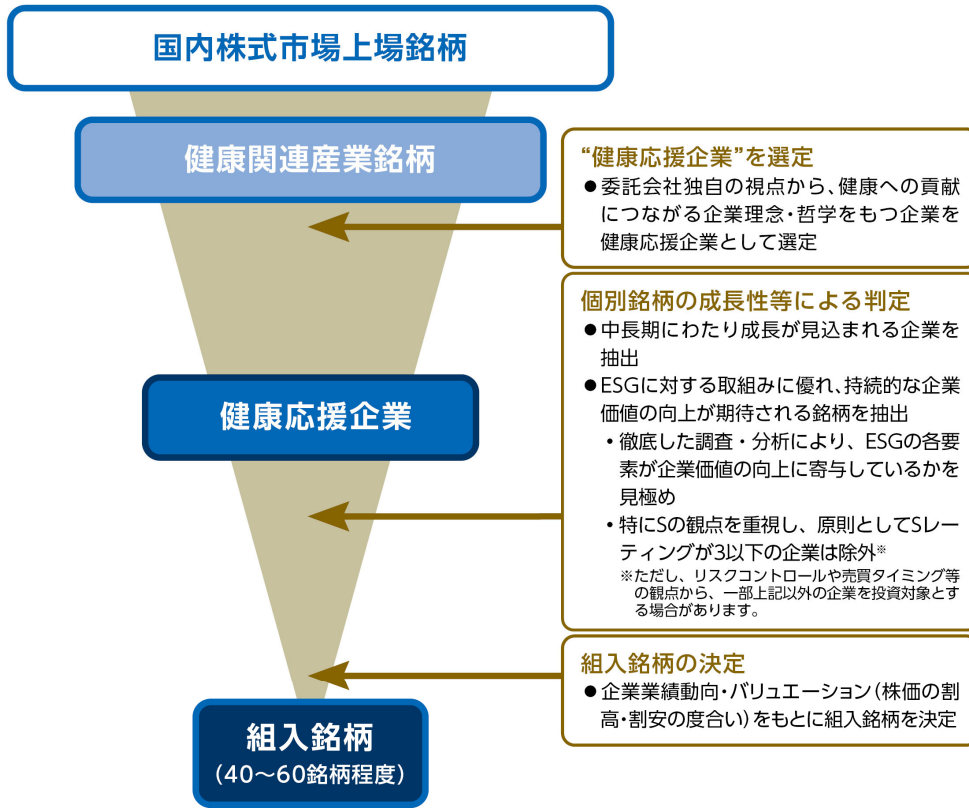 国内株式市場上場銘柄
健康関連産業銘柄
“健康応援企業”を選定
●委託会社独自の視点から、健康への貢献
につながる企業理念・哲学をもつ企業を
健康応援企業として選定
個別銘柄の成長性等による判定
●中長期にわたり成長が見込まれる企業を
抽出
●ESGに対する取組みに優れ、持続的な企業
価値の向上が期待される銘柄を抽出
・徹底した調査・分析により、ESGの各要
素が企業価値の向上に寄与しているかを
見極め
・特にSの観点を重視し、原則としてSレー
ティングが3以下の企業は除外※
※ただし、リスクコントロールや売買タイミング等
の観点から、一部上記以外の企業を投資対象とす
る場合があります。
健康応援企業
組入銘柄の決定
●企業業績動向・バリュエーション(株価の割
高・割安の度合い)をもとに組入銘柄を決定
組入銘柄
(40～60銘柄程度)